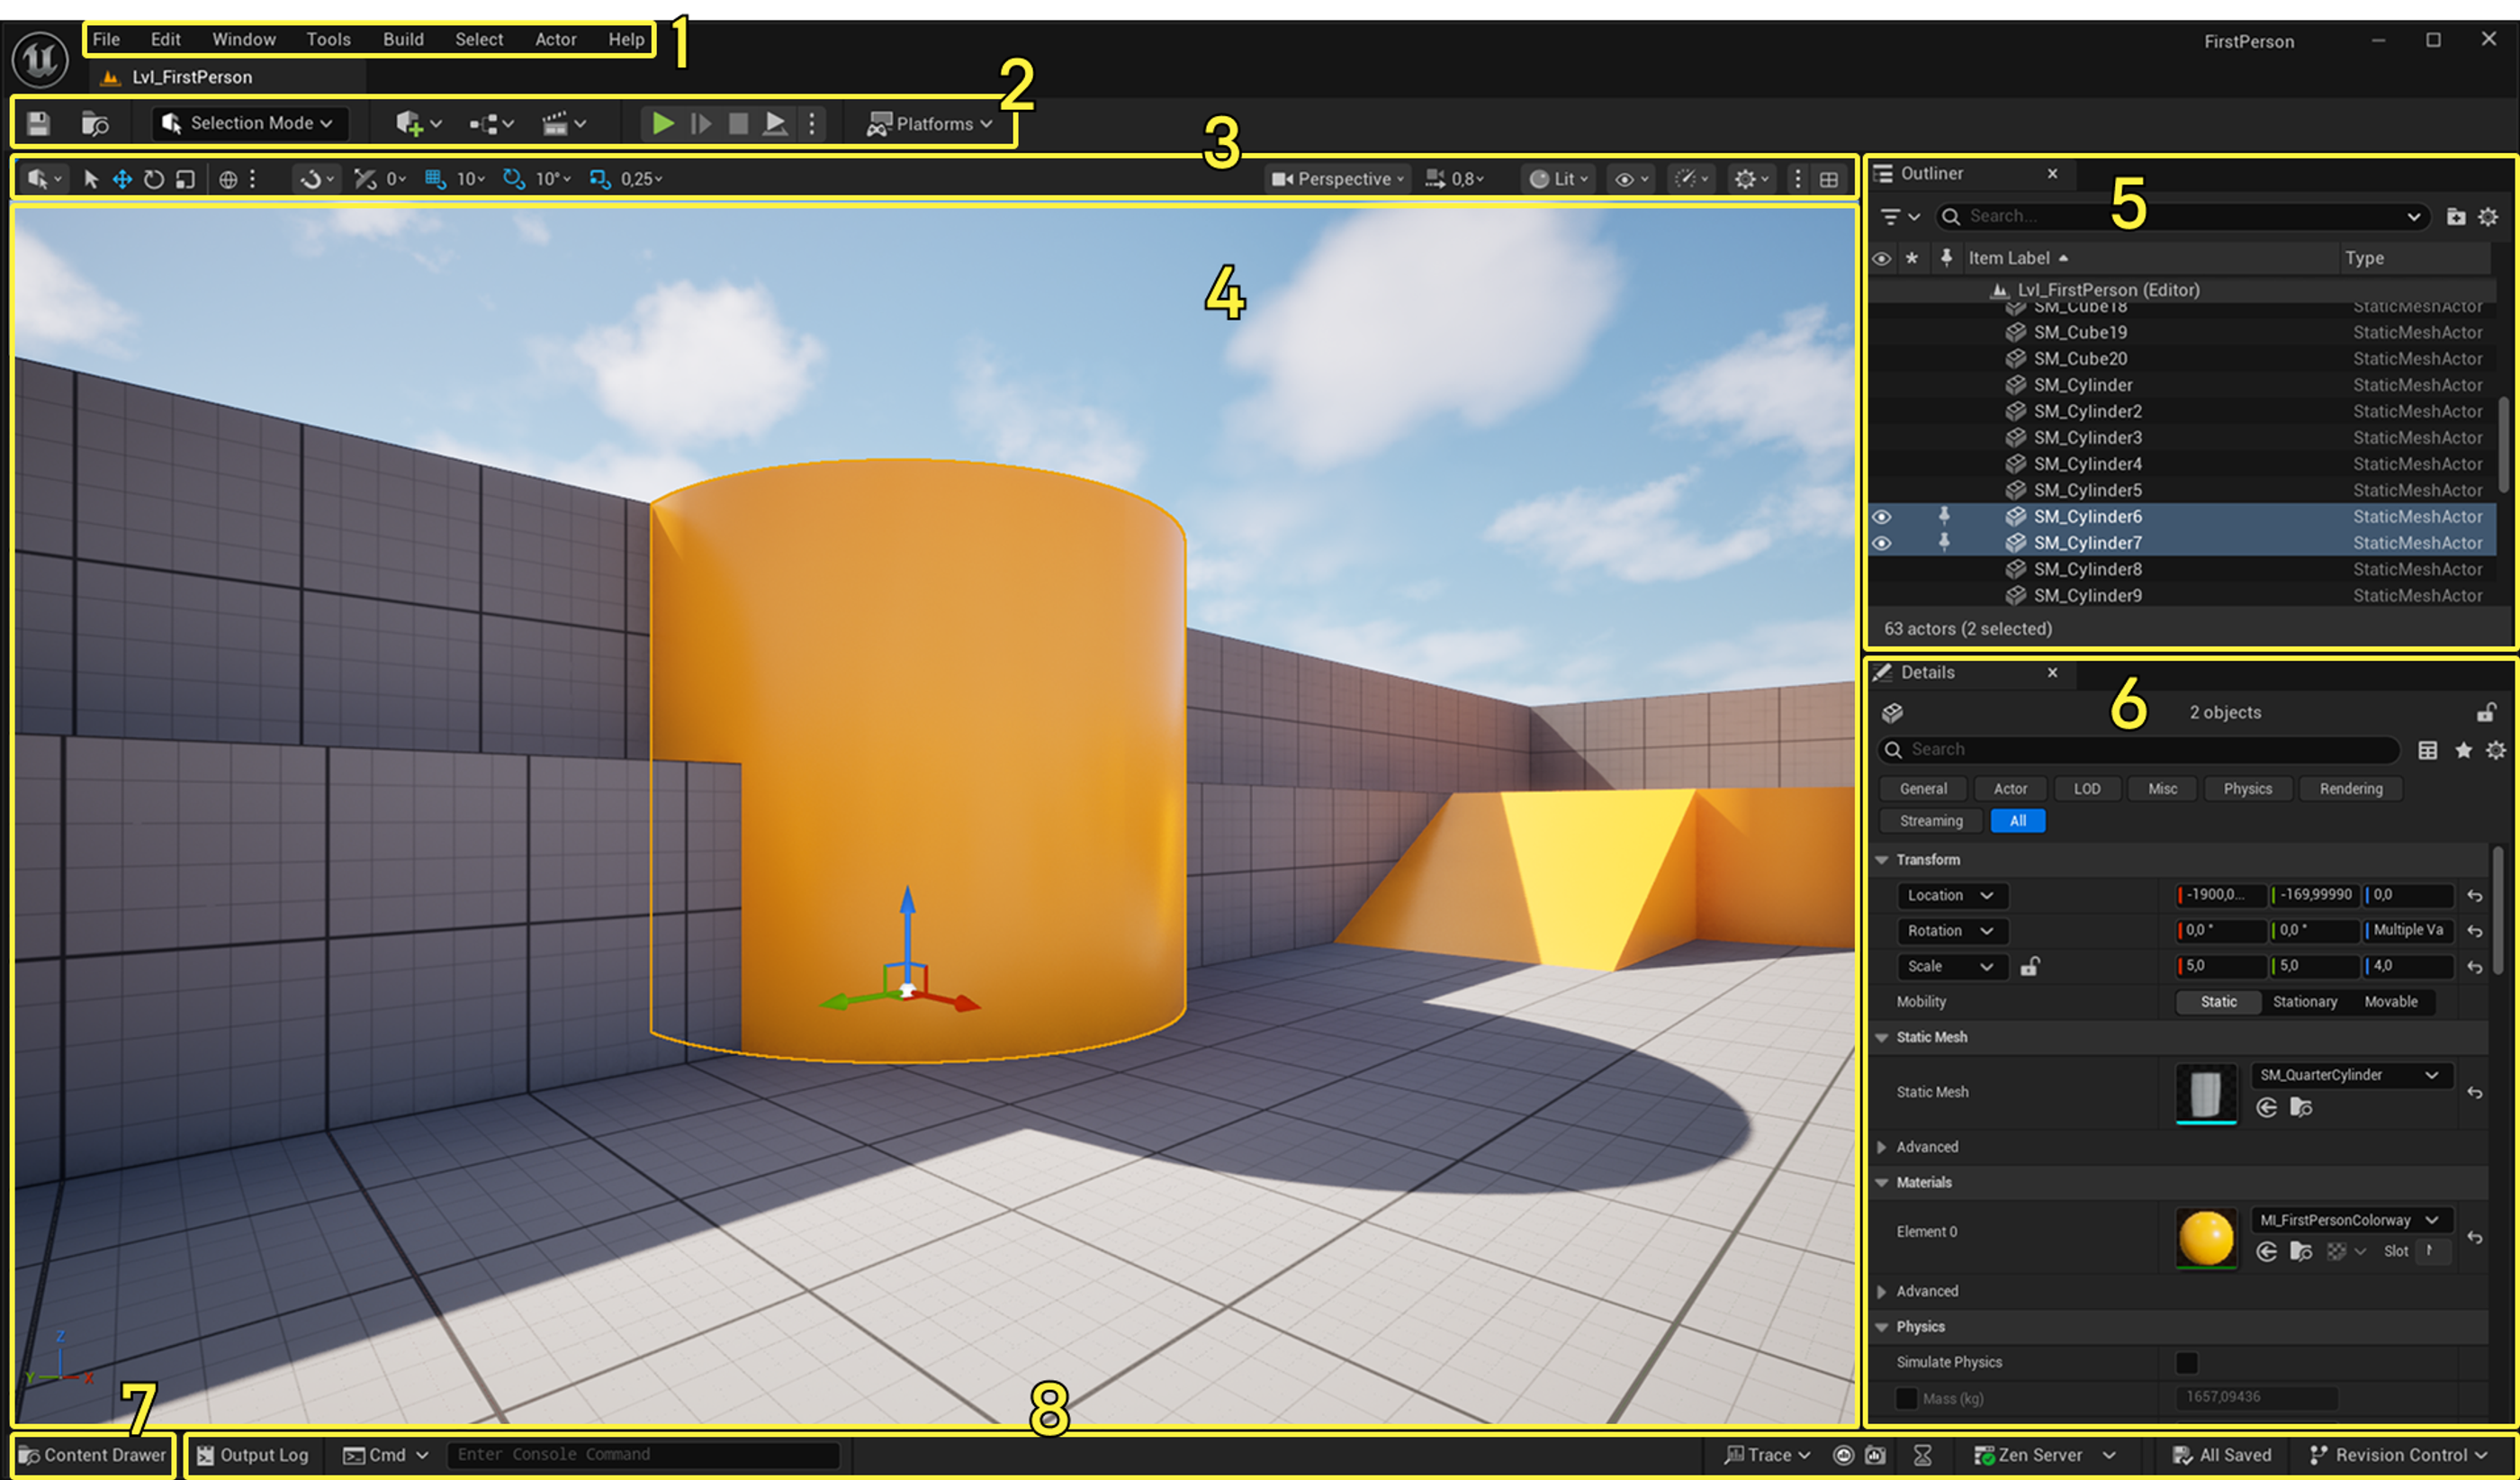 File Edit Window Tools Build Select Actor Help
1
FirstPerson
Lvl_FirstPerson
2
Selection Mode
Platforms
3
0 10 10° 0,25
Perspective 0,8 Lit
4
Outliner
5
Search...
Item Label Type
Lvl_FirstPerson (Editor)
SM_Cube18 StaticMeshActor
SM_Cube19 StaticMeshActor
SM_Cube20 StaticMeshActor
SM_Cylinder StaticMeshActor
SM_Cylinder2 StaticMeshActor
SM_Cylinder3 StaticMeshActor
SM_Cylinder4 StaticMeshActor
SM_Cylinder5 StaticMeshActor
SM_Cylinder6 StaticMeshActor
SM_Cylinder7 StaticMeshActor
SM_Cylinder8 StaticMeshActor
SM_Cylinder9 StaticMeshActor
63 actors (2 selected)
Details
6
2 objects
Search
General Actor LOD Misc Physics Rendering
Streaming All
Transform
Location -1900,0... -169,99990 0,0
Rotation 0,0 ° 0,0 ° Multiple Va
Scale 5,0 5,0 4,0
Mobility Static Stationary Movable
Static Mesh
Static Mesh SM_QuarterCylinder
Advanced
Materials
Element 0 MI_FirstPersonColorway
Slot
Advanced
Physics
Simulate Physics
Mass (kg) 1657,09436
Z
Y X
7
8
Content Drawer Output Log Cmd Enter Console Command Trace Zen Server All Saved Revision Control